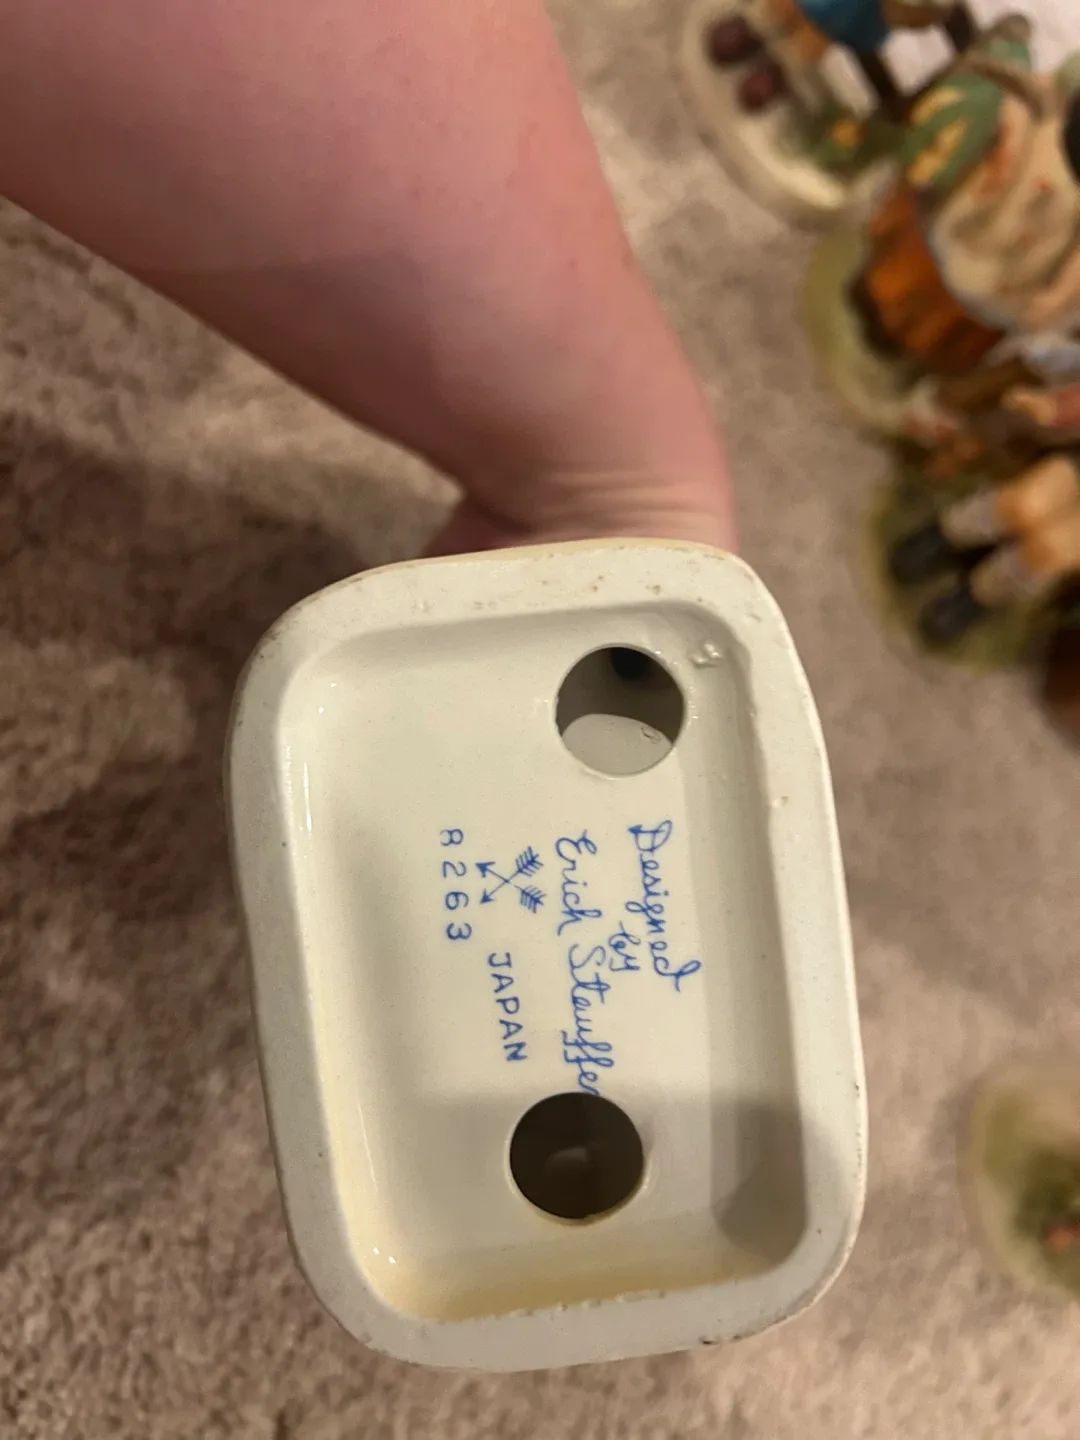 Designed
by
Erich Stauffer
JAPAN
8263